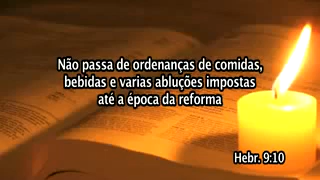 Não passa de ordenanças de comidas,
bebidas e varias abluções impostas
até a época da reforma
Hebr. 9:10